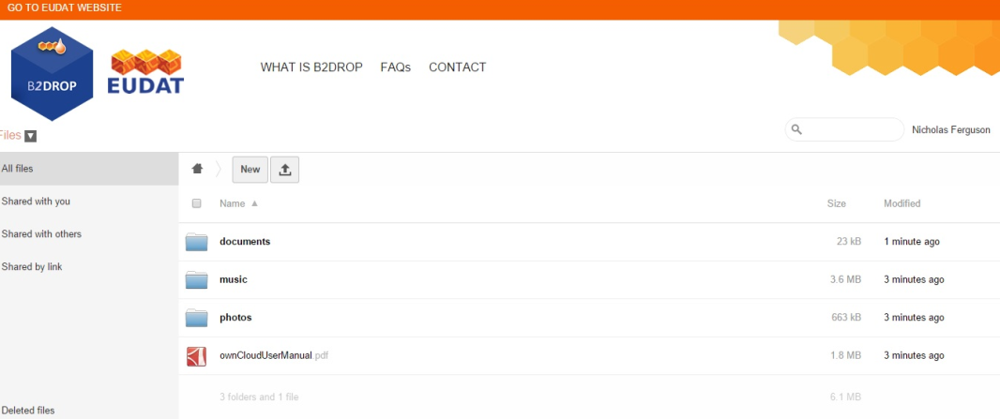 GO TO EUDAT WEBSITE
B2DROP
EUDAT
WHAT IS B2DROP FAQs CONTACT
Files
Nicholas Ferguson
All files
New
Shared with you
Name Size Modified
Shared with others
documents 23 kB 1 minute ago
Shared by link
music 3.6 MB 3 minutes ago
photos 663 kB 3 minutes ago
ownCloudUserManual.pdf 1.8 MB 3 minutes ago
3 folders and 1 file 6.1 MB
Deleted files